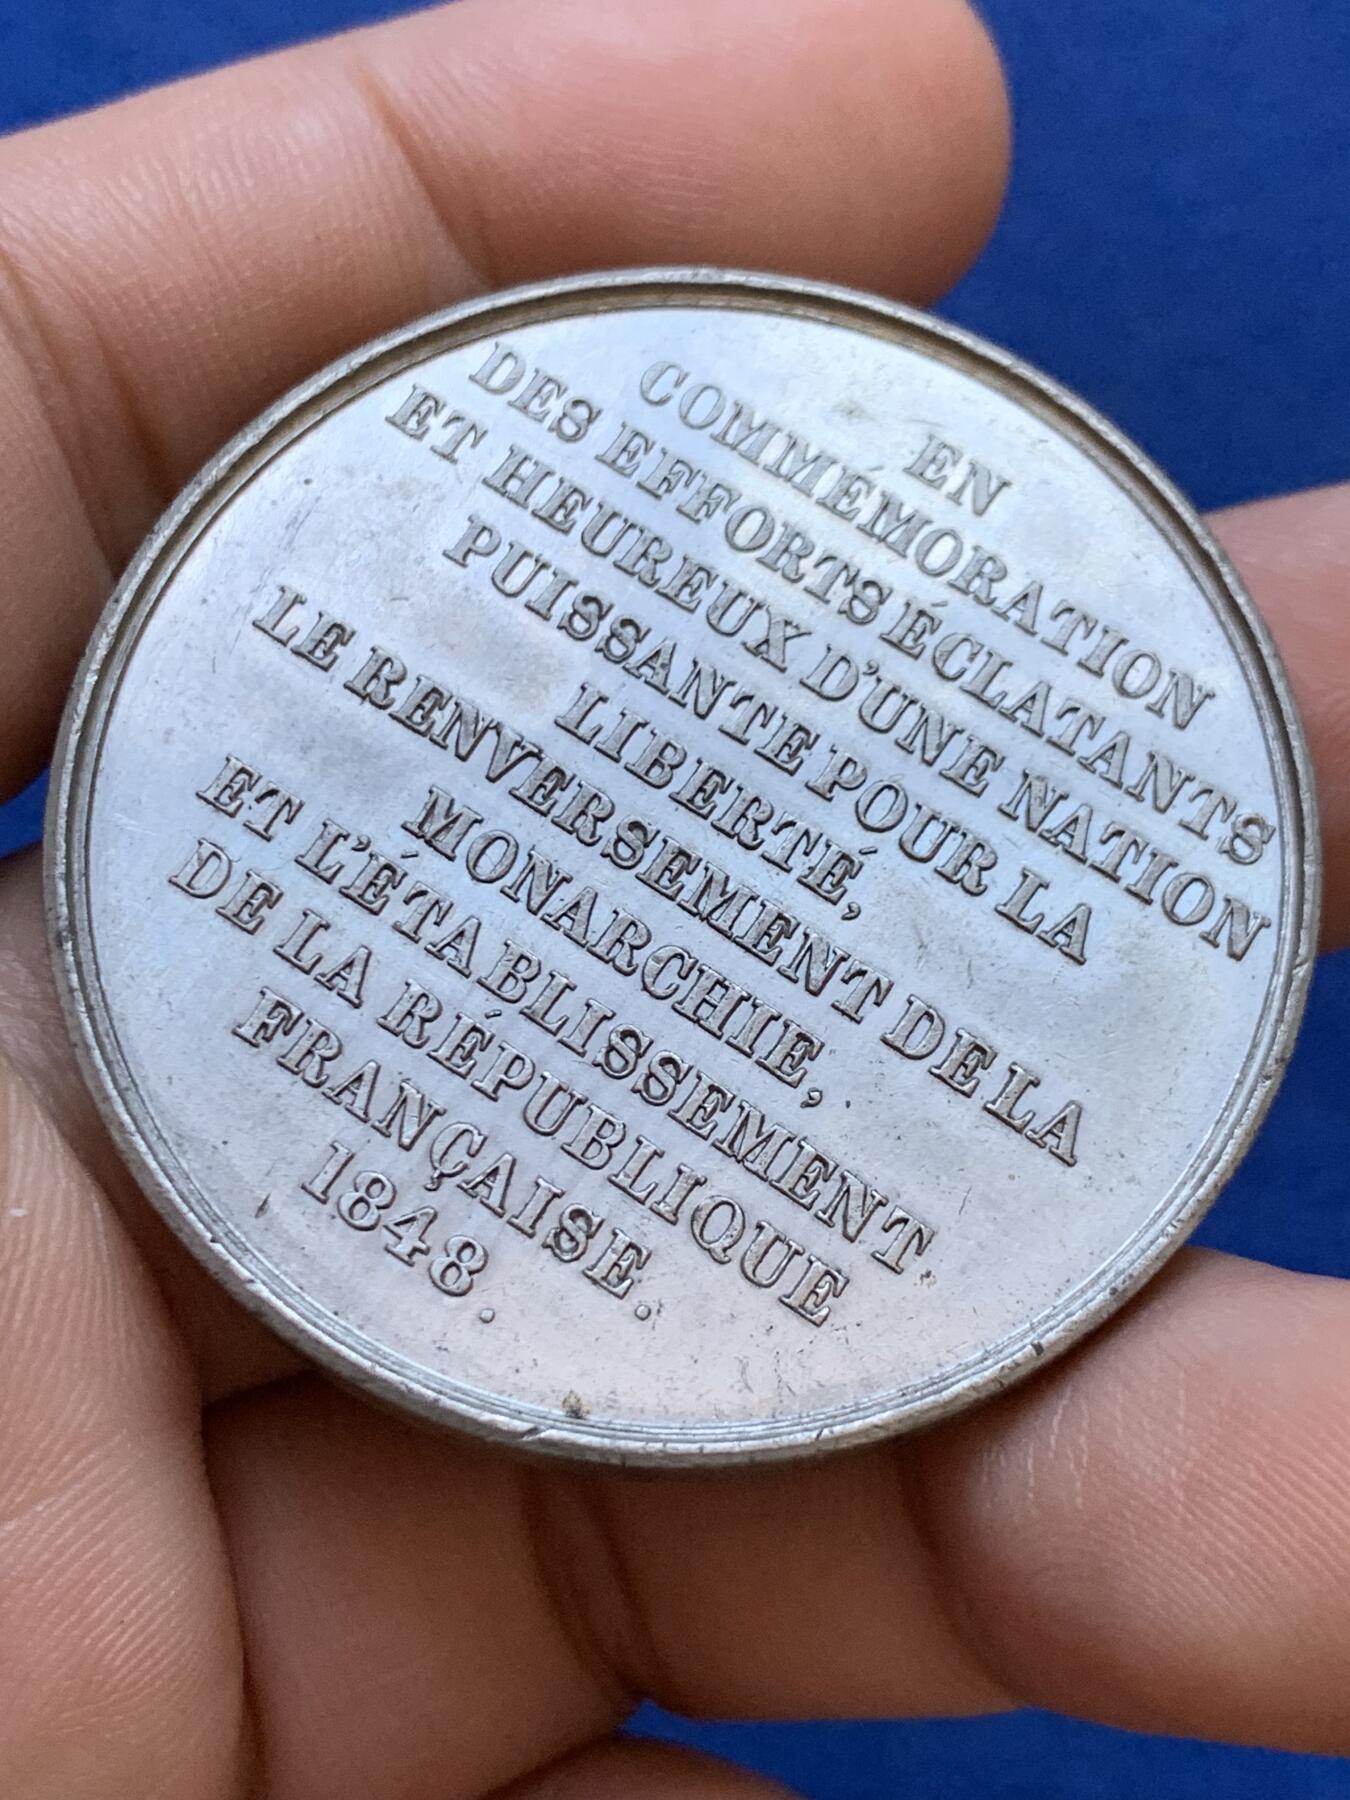 EN
COMMÉMORATION
DES EFFORTS ÉCLATANTS
ET HEUREUX D'UNE NATION
PUISSANTE POUR LA
LIBERTÉ,
LE RENVERSEMENT DE LA
MONARCHIE,
ET L'ÉTABLISSEMENT
DE LA RÉPUBLIQUE
FRANÇAISE.
1848.